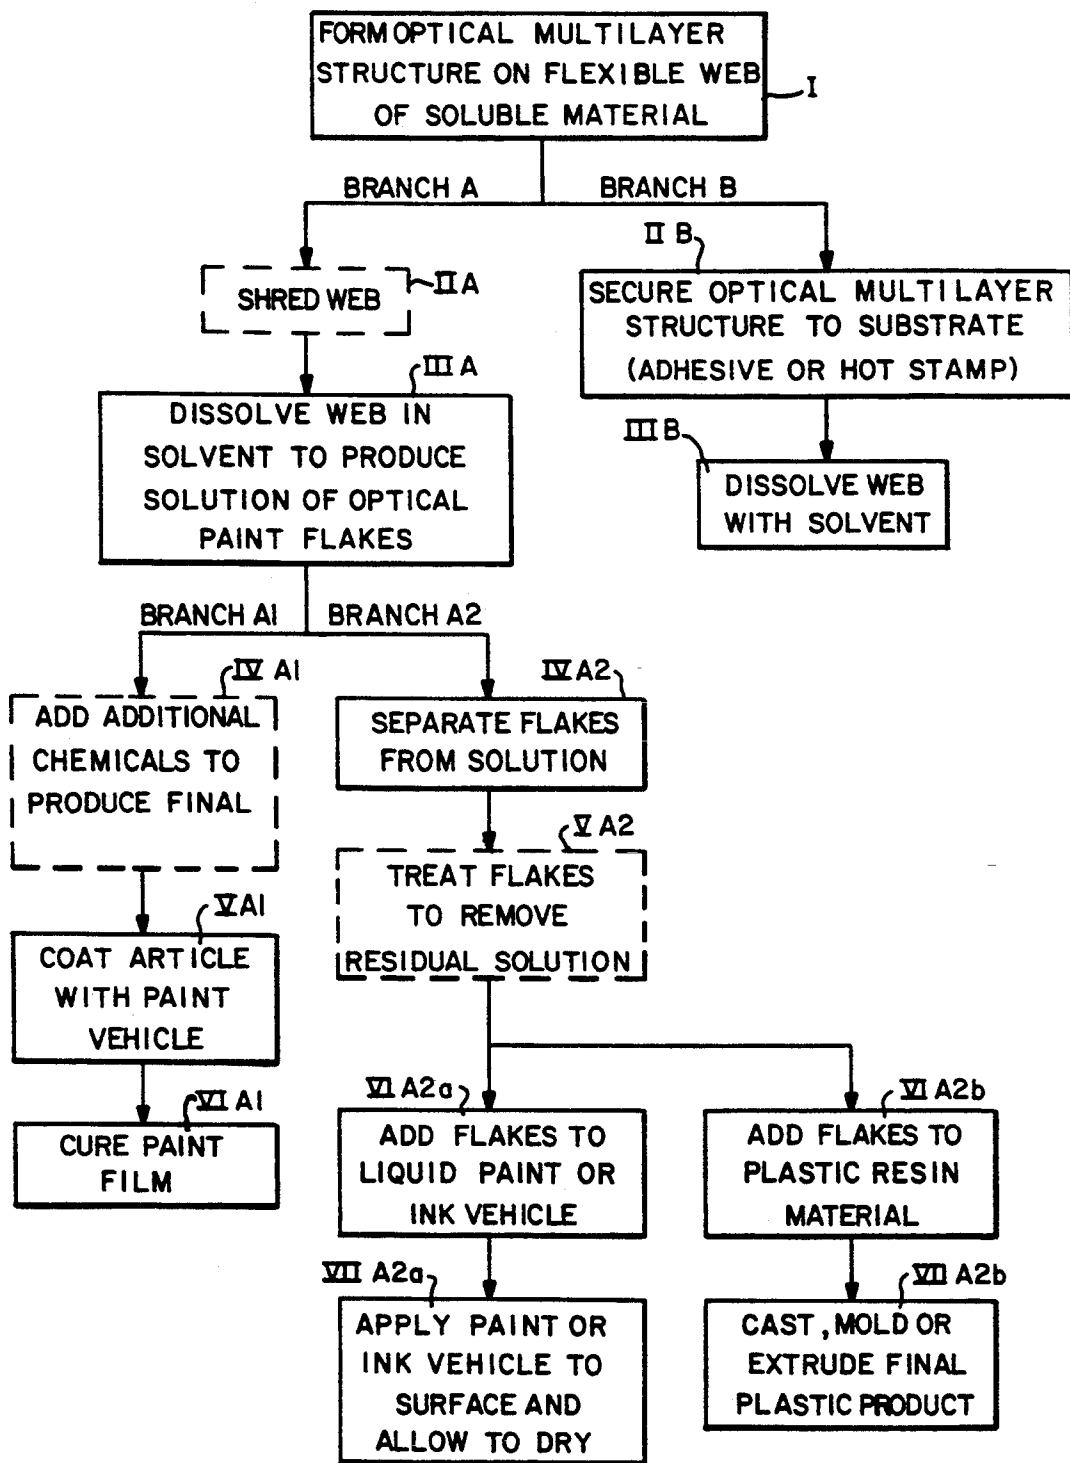 FORM OPTICAL MULTILAYER
STRUCTURE ON FLEXIBLE WEB
OF SOLUBLE MATERIAL
I
BRANCH A
BRANCH B
II A
SHRED WEB
II B
SECURE OPTICAL MULTILAYER
STRUCTURE TO SUBSTRATE
(ADHESIVE OR HOT STAMP)
III A
DISSOLVE WEB IN
SOLVENT TO PRODUCE
SOLUTION OF OPTICAL
PAINT FLAKES
III B
DISSOLVE WEB
WITH SOLVENT
BRANCH A1
BRANCH A2
IV A1
ADD ADDITIONAL
CHEMICALS TO
PRODUCE FINAL
IV A2
SEPARATE FLAKES
FROM SOLUTION
V A2
TREAT FLAKES
TO REMOVE
RESIDUAL SOLUTION
V A1
COAT ARTICLE
WITH PAINT
VEHICLE
VI A1
CURE PAINT
FILM
VI A2a
ADD FLAKES TO
LIQUID PAINT OR
INK VEHICLE
VI A2b
ADD FLAKES TO
PLASTIC RESIN
MATERIAL
VII A2a
APPLY PAINT OR
INK VEHICLE TO
SURFACE AND
ALLOW TO DRY
VII A2b
CAST, MOLD OR
EXTRUDE FINAL
PLASTIC PRODUCT